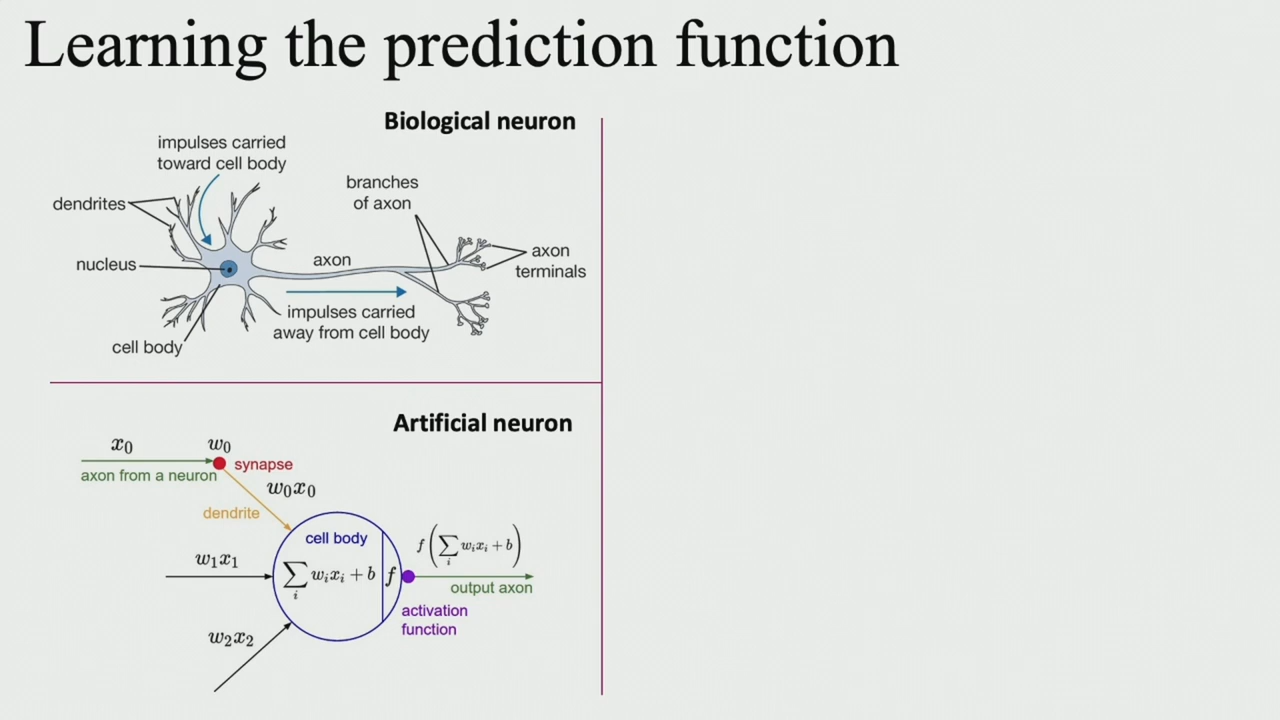 Learning the prediction function
Biological neuron
impulses carried
toward cell body
branches
of axon
dendrites
axon
axon
terminals
nucleus
impulses carried
away from cell body
cell body
Artificial neuron
x₀
w₀
axon from a neuron
synapse
w₀x₀
dendrite
cell body
f(∑ᵢ wᵢxᵢ + b)
w₁x₁
∑ᵢ wᵢxᵢ + b
f
output axon
activation
function
w₂x₂